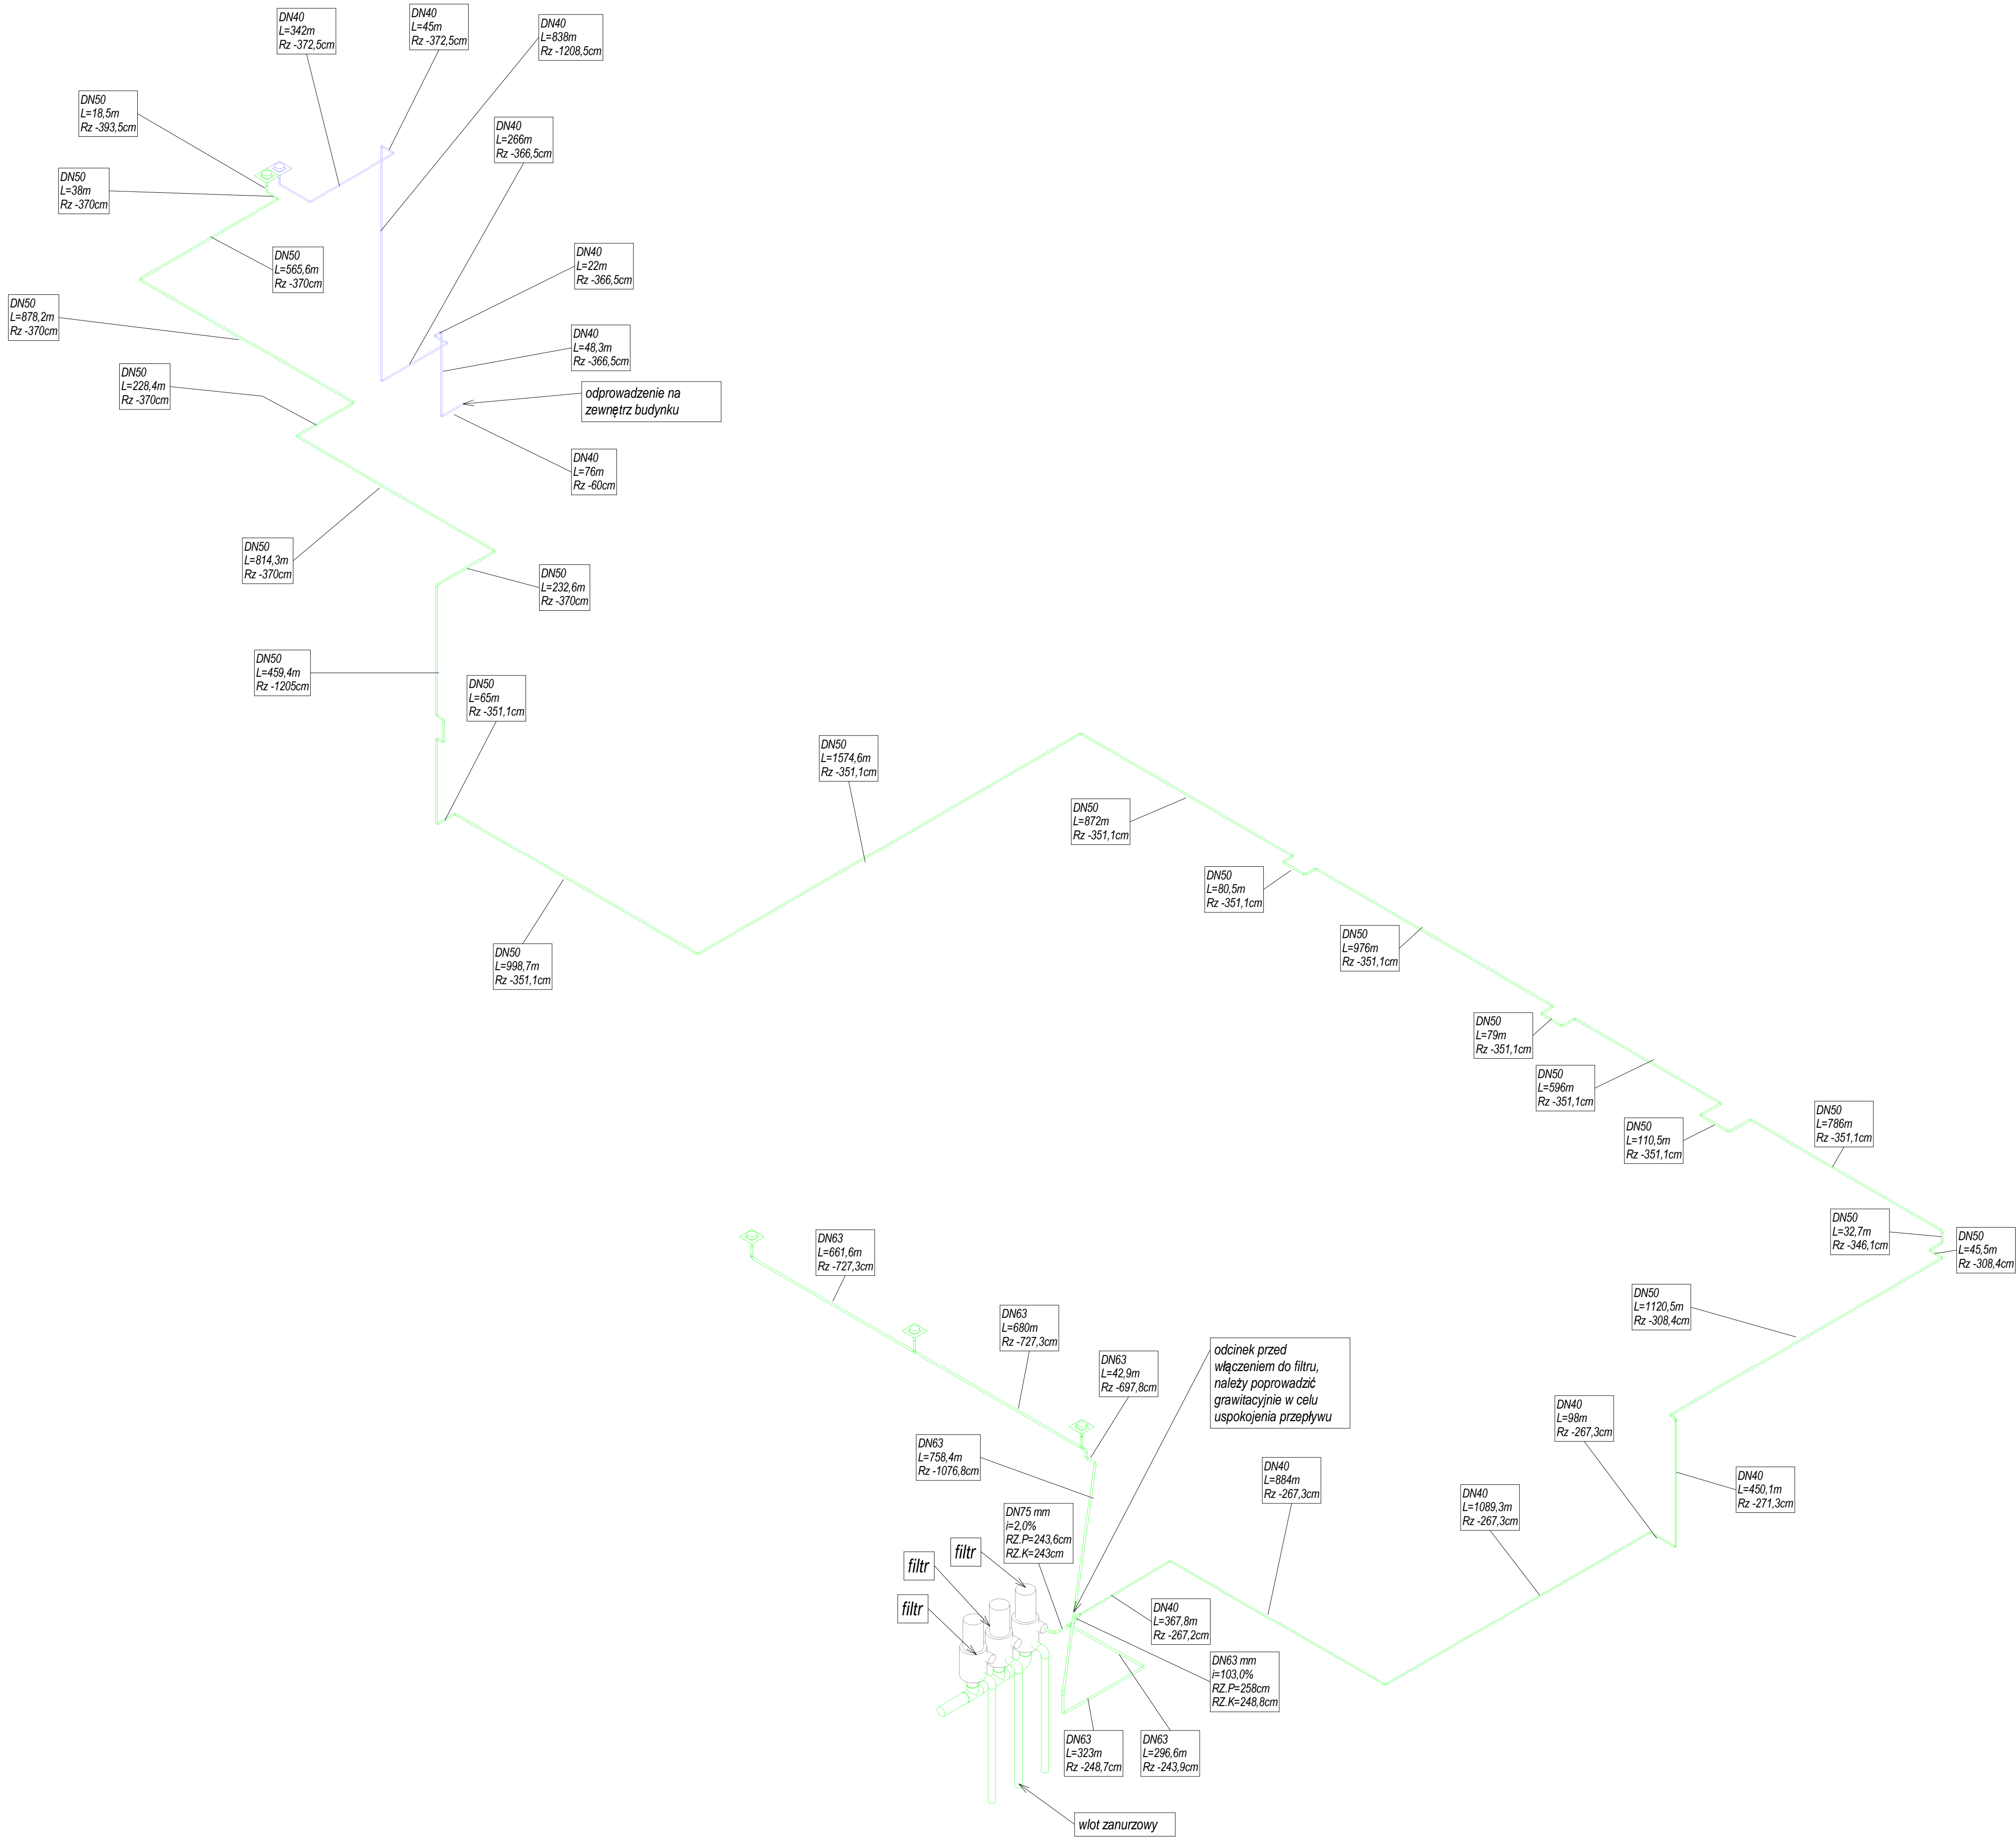 DN40
L=342m
Rz -372,5cm
DN40
L=45m
Rz -372,5cm
DN40
L=838m
Rz -1208,5cm
DN50
L=18,5m
Rz -393,5cm
DN40
L=266m
Rz -366,5cm
DN50
L=38m
Rz -370cm
DN50
L=565,6m
Rz -370cm
DN40
L=22m
Rz -366,5cm
DN50
L=878,2m
Rz -370cm
DN40
L=48,3m
Rz -366,5cm
DN50
L=228,4m
Rz -370cm
odprowadzenie na
zewnętrz budynku
DN40
L=76m
Rz -60cm
DN50
L=814,3m
Rz -370cm
DN50
L=232,6m
Rz -370cm
DN50
L=459,4m
Rz -1205cm
DN50
L=65m
Rz -351,1cm
DN50
L=1574,6m
Rz -351,1cm
DN50
L=872m
Rz -351,1cm
DN50
L=80,5m
Rz -351,1cm
DN50
L=976m
Rz -351,1cm
DN50
L=998,7m
Rz -351,1cm
DN50
L=79m
Rz -351,1cm
DN50
L=596m
Rz -351,1cm
DN50
L=110,5m
Rz -351,1cm
DN50
L=786m
Rz -351,1cm
DN50
L=32,7m
Rz -346,1cm
DN50
L=45,5m
Rz -308,4cm
DN63
L=661,6m
Rz -727,3cm
DN50
L=1120,5m
Rz -308,4cm
DN63
L=680m
Rz -727,3cm
odcinek przed
włączeniem do filtru,
należy poprowadzić
grawitacyjnie w celu
uspokojenia przepływu
DN63
L=42,9m
Rz -697,8cm
DN40
L=98m
Rz -267,3cm
DN63
L=758,4m
Rz -1076,8cm
DN40
L=884m
Rz -267,3cm
DN40
L=450,1m
Rz -271,3cm
DN40
L=1089,3m
Rz -267,3cm
DN75 mm
i=2,0%
RZ.P=243,6cm
RZ.K=243cm
filtr
filtr
filtr
DN40
L=367,8m
Rz -267,2cm
DN63 mm
i=103,0%
RZ.P=258cm
RZ.K=248,8cm
DN63
L=323m
Rz -248,7cm
DN63
L=296,6m
Rz -243,9cm
wlot zanurzowy